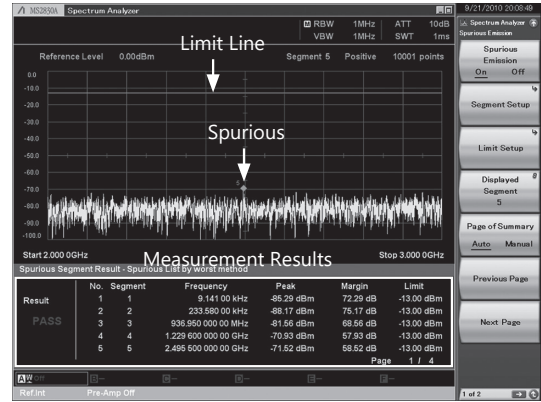 MS2830A Spectrum Analyzer
9/21/2010 20:08:49
M RBW 1MHz ATT 10dB
VBW 1MHz SWT 1ms
Limit Line
Reference Level 0.00dBm Segment 5 Positive 10001 points
0.0
-10.0
-20.0
-30.0
-40.0
-50.0
-60.0
-70.0
-80.0
-90.0
-100.0
Spurious
5
Start 2.000 0GHz Stop 3.000 0GHz
Measurement Results
Spurious Segment Result - Spurious List by worst method
No. Segment Frequency Peak Margin Limit
Result
PASS
1 1 9.141 00 kHz -85.29 dBm 72.29 dB -13.00 dBm
2 2 233.580 00 kHz -88.17 dBm 75.17 dB -13.00 dBm
3 3 936.950 000 00 MHz -81.56 dBm 68.56 dB -13.00 dBm
4 4 1.229 600 000 00 GHz -70.93 dBm 57.93 dB -13.00 dBm
5 5 2.495 500 000 00 GHz -71.52 dBm 58.52 dB -13.00 dBm
Page 1 / 4
A W Off
Ref.Int Pre-Amp Off
Spectrum Analyzer
Spurious Emission
Spurious
Emission
On Off
Segment Setup
Limit Setup
Displayed
Segment
5
Page of Summary
Auto Manual
Previous Page
Next Page
1 of 2